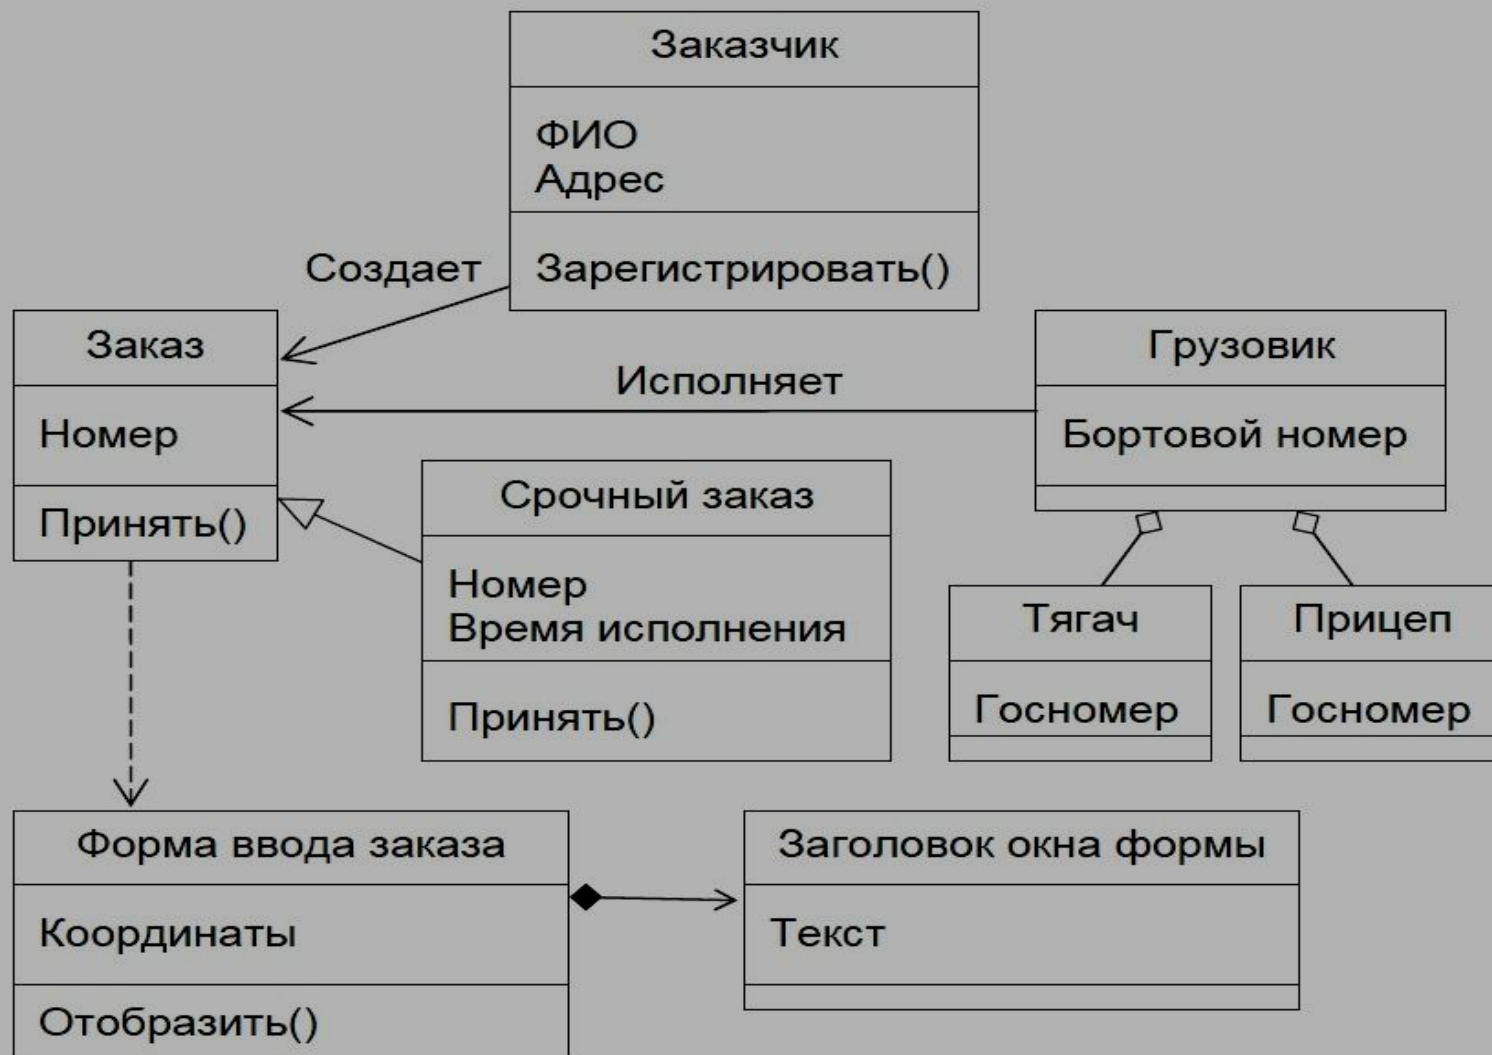 Заказчик
ФИО
Адрес
Создает
Зарегистрировать()
Заказ
Номер
Принять()
Исполняет
Грузовик
Бортовой номер
Срочный заказ
Номер
Время исполнения
Принять()
Тягач
Госномер
Прицеп
Госномер
Форма ввода заказа
Координаты
Отобразить()
Заголовок окна формы
Текст